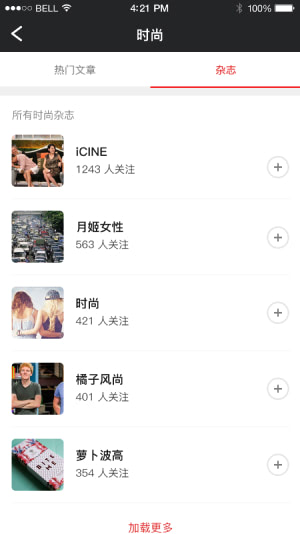 BELL 4:21 PM 100%
时尚
热门文章 杂志
所有时尚杂志
iCINE
1243 人关注
月姬女性
563 人关注
时尚
421 人关注
橘子风尚
401 人关注
BITE
ME
萝卜波高
354 人关注
加载更多